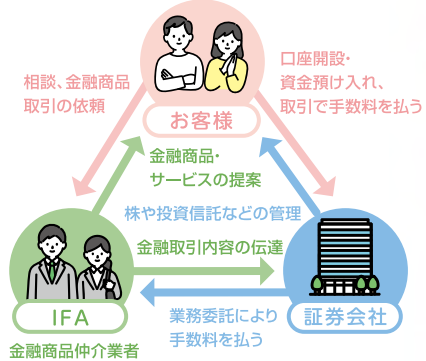 相談、金融商品
取引の依頼
口座開設・
資金預け入れ、
取引で手数料を払う
お客様
金融商品・
サービスの提案
株や投資信託などの管理
金融取引内容の伝達
IFA
金融商品仲介業者
業務委託により
手数料を払う
証券会社